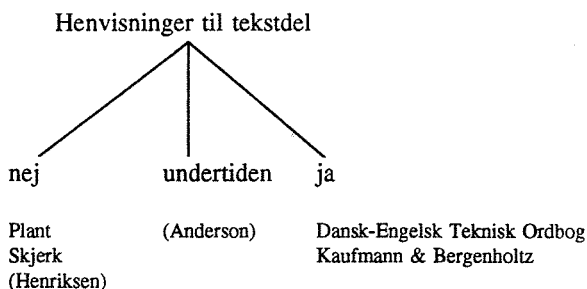 Henvisninger til tekstdel
nej undertiden ja
Plant (Anderson) Dansk-Engelsk Teknisk Ordbog
Skjerk Kaufmann & Bergenholtz
(Henriksen)